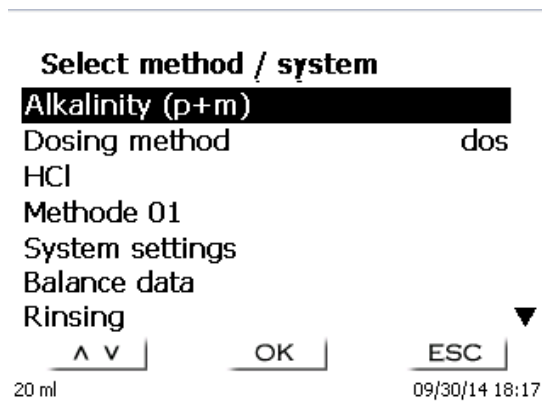 Select method / system
Alkalinity (p+m)
Dosing method dos
HCl
Methode 01
System settings
Balance data
Rinsing ▼
∧ ∨ OK ESC
20 ml 09/30/14 18:17